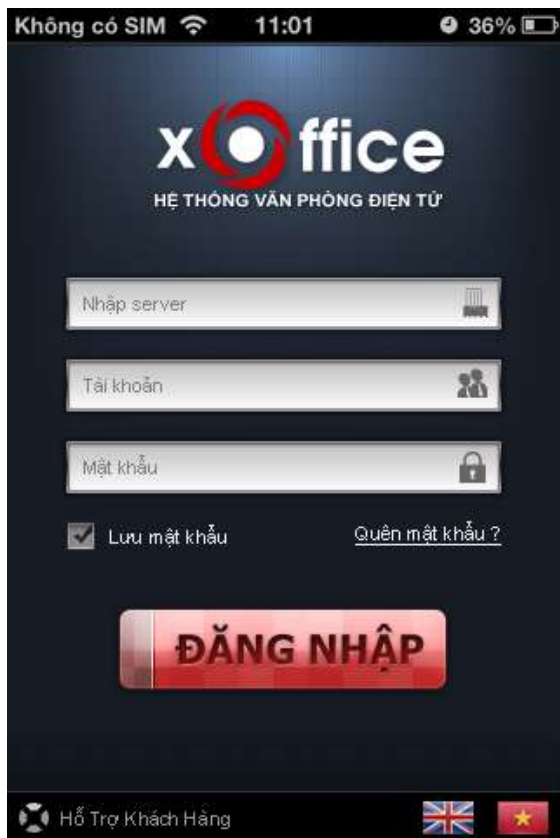 Không có SIM 11:01 36%
xOffice
HỆ THỐNG VĂN PHÒNG ĐIỆN TỬ
Nhập server
Tài khoản
Mật khẩu
Lưu mật khẩu Quên mật khẩu ?
ĐĂNG NHẬP
Hỗ Trợ Khách Hàng